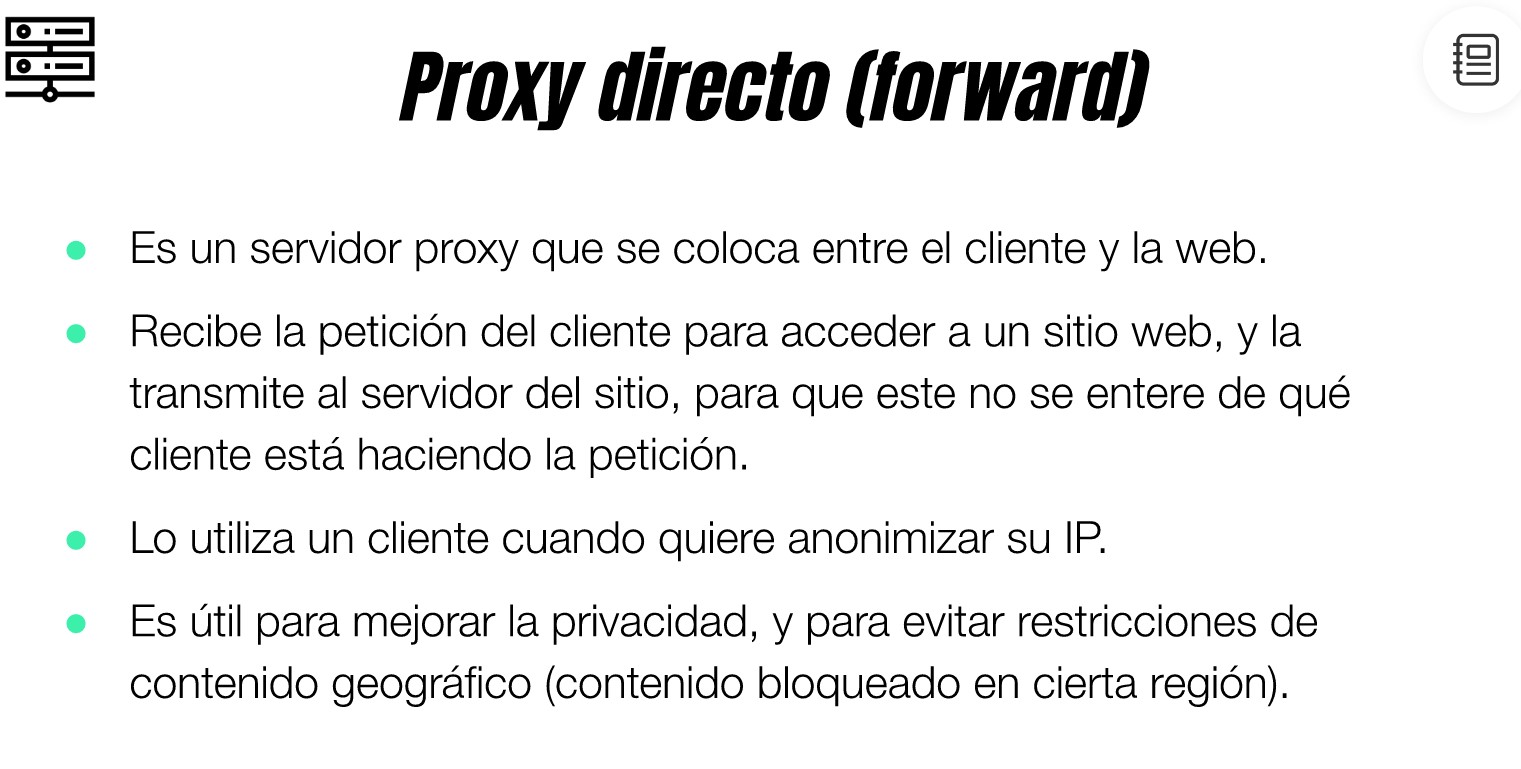 Proxy directo (forward)
Es un servidor proxy que se coloca entre el cliente y la web.
Recibe la petición del cliente para acceder a un sitio web, y la
transmite al servidor del sitio, para que este no se entere de qué
cliente está haciendo la petición.
Lo utiliza un cliente cuando quiere anonimizar su IP.
Es útil para mejorar la privacidad, y para evitar restricciones de
contenido geográfico (contenido bloqueado en cierta región).